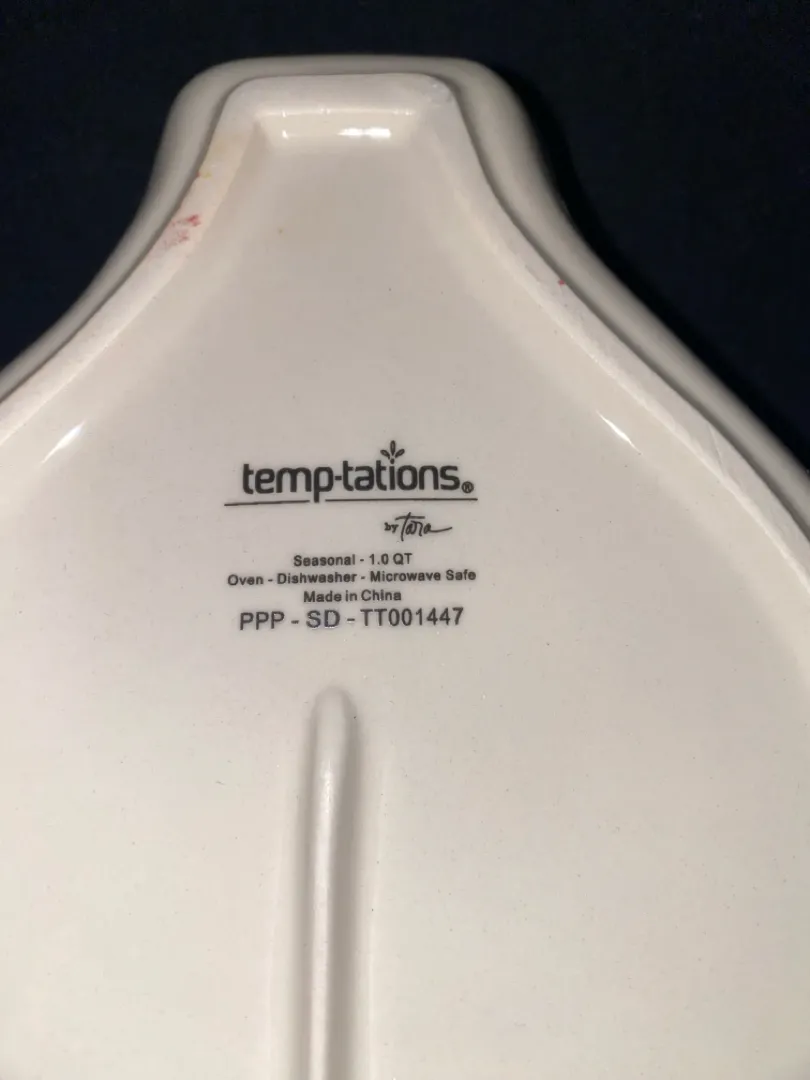 temp-tations®
by Tara
Seasonal - 1.0 QT
Oven - Dishwasher - Microwave Safe
Made in China
PPP - SD - TT001447